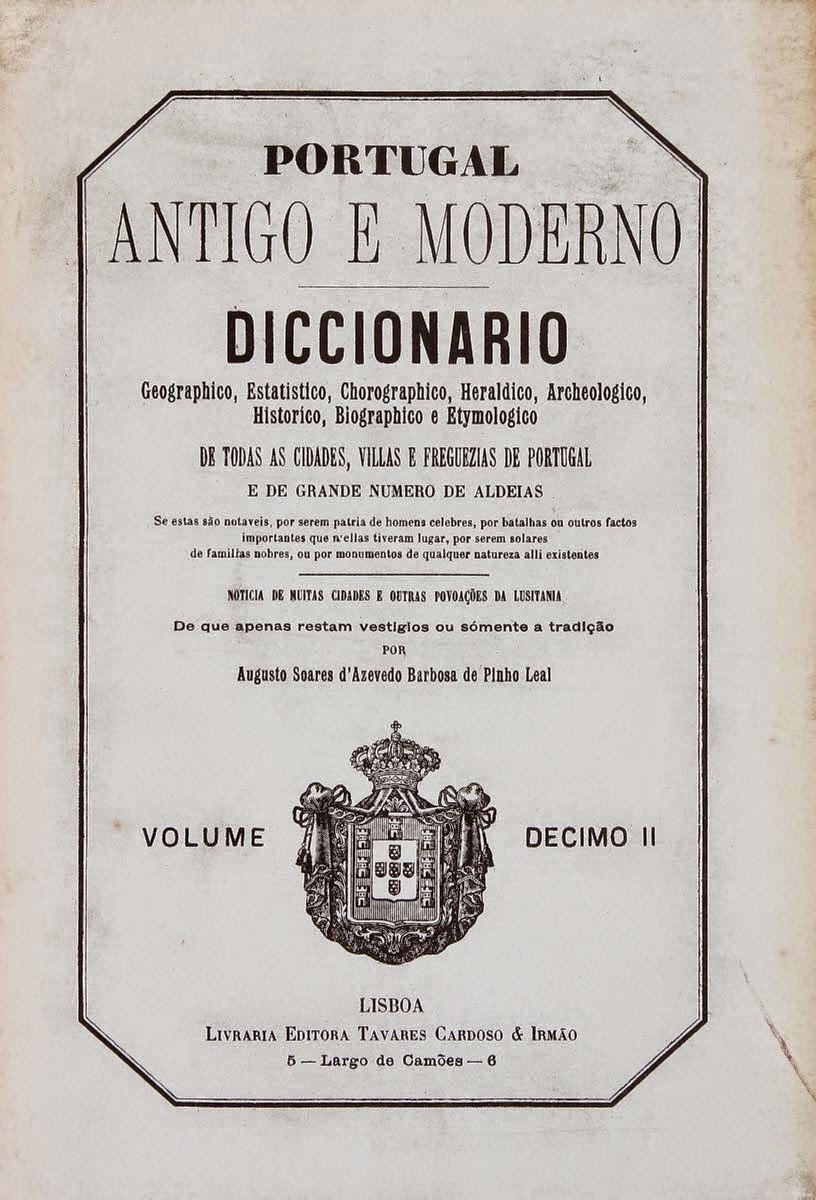 PORTUGAL
ANTIGO E MODERNO
DICCIONARIO
Geographico, Estatistico, Chorographico, Heraldico, Archeologico,
Historico, Biographico e Etymologico
DE TODAS AS CIDADES, VILLAS E FREGUEZIAS DE PORTUGAL
E DE GRANDE NUMERO DE ALDEIAS
Se estas são notaveis, por serem patria de homens celebres, por batalhas ou outros factos
importantes que n'ellas tiveram lugar, por serem solares
de familias nobres, ou por monumentos de qualquer natureza alli existentes
NOTICIA DE MUITAS CIDADES E OUTRAS POVOAÇÕES DA LUSITANIA
De que apenas restam vestigios ou sómente a tradição
POR
Augusto Soares d'Azevedo Barbosa de Pinho Leal
VOLUME DECIMO II
LISBOA
LIVRARIA EDITORA TAVARES CARDOSO & IRMÃO
5 — Largo de Camões — 6